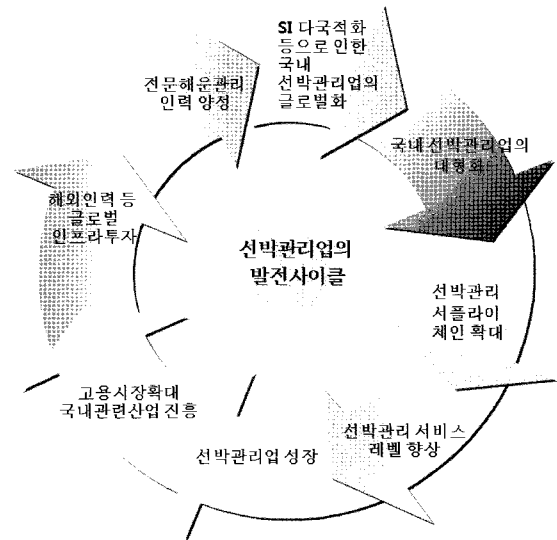 SI 다국적화
등으로 인한
국내
선박관리업의
글로벌화
국내 선박관리업의
대형화
선박관리
서플라이
체인 확대
선박관리 서비스
레벨 향상
선박관리업 성장
고용시장확대
국내관련산업 진흥
해외인력 등
글로벌
인프라투자
전문해운관리
인력 양성
선박관리업의
발전사이클